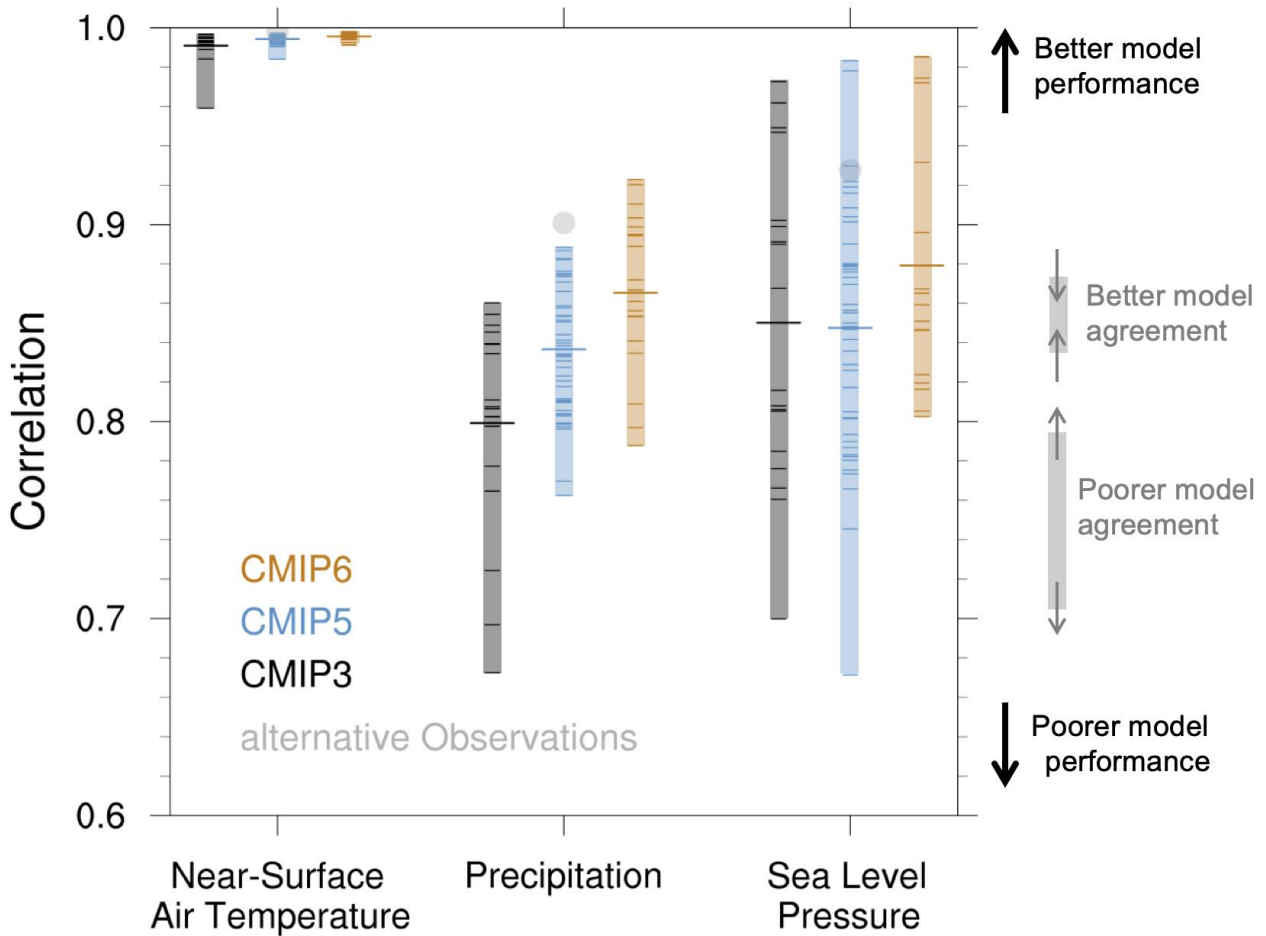 1.0
0.9
0.8
0.7
0.6
Correlation
CMIP6
CMIP5
CMIP3
alternative Observations
Near-Surface
Air Temperature
Precipitation
Sea Level
Pressure
Better model
performance
Better model
agreement
Poorer model
agreement
Poorer model
performance